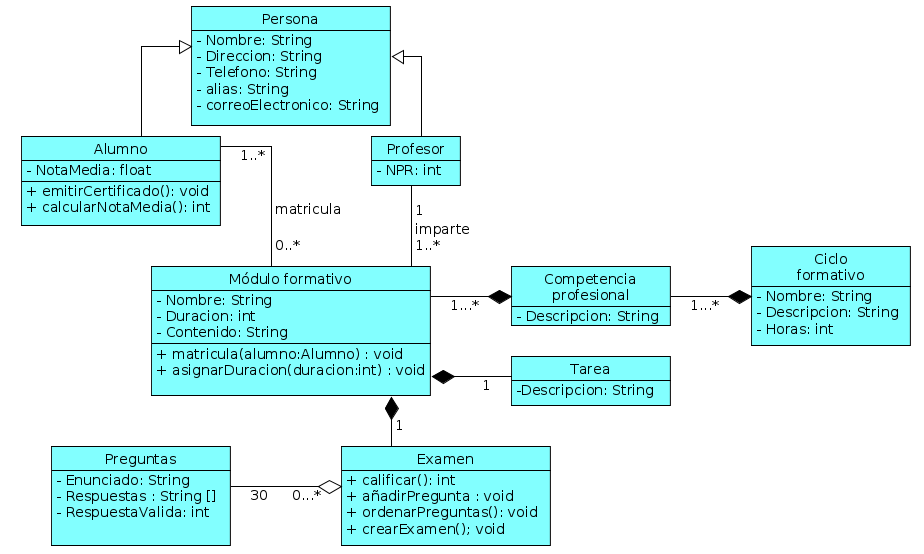 Persona
- Nombre: String
- Direccion: String
- Telefono: String
- alias: String
- correoElectronico: String
Alumno
- NotaMedia: float
+ emitirCertificado(): void
+ calcularNotaMedia(): int
Profesor
- NPR: int
1..*
matricula
0..*
1
imparte
1..*
Módulo formativo
- Nombre: String
- Duracion: int
- Contenido: String
+ matricula(alumno:Alumno) : void
+ asignarDuracion(duracion:int) : void
1...*
Competencia
profesional
- Descripcion: String
1...*
Ciclo
formativo
- Nombre: String
- Descripcion: String
- Horas: int
1
Tarea
-Descripcion: String
1
Preguntas
- Enunciado: String
- Respuestas : String []
- RespuestaValida: int
30
0...*
Examen
+ calificar(): int
+ añadirPregunta : void
+ ordenarPreguntas(): void
+ crearExamen(); void